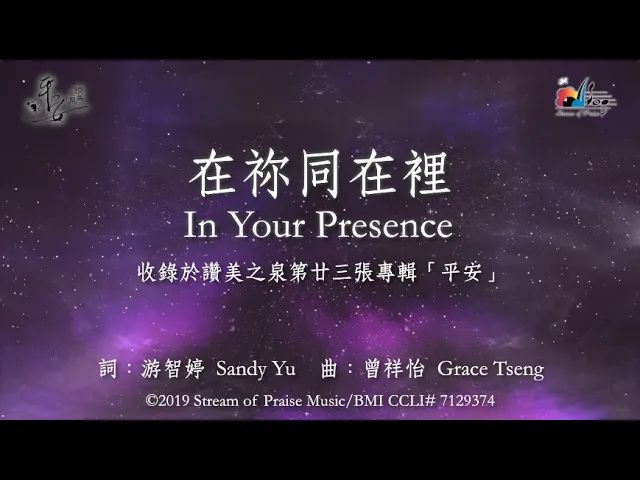 在祢同在裡
In Your Presence
收錄於讚美之泉第廿三張專輯「平安」
詞：游智婷 Sandy Yu 曲：曾祥怡 Grace Tseng
©2019 Stream of Praise Music/BMI CCLI# 7129374
Stream of Praise